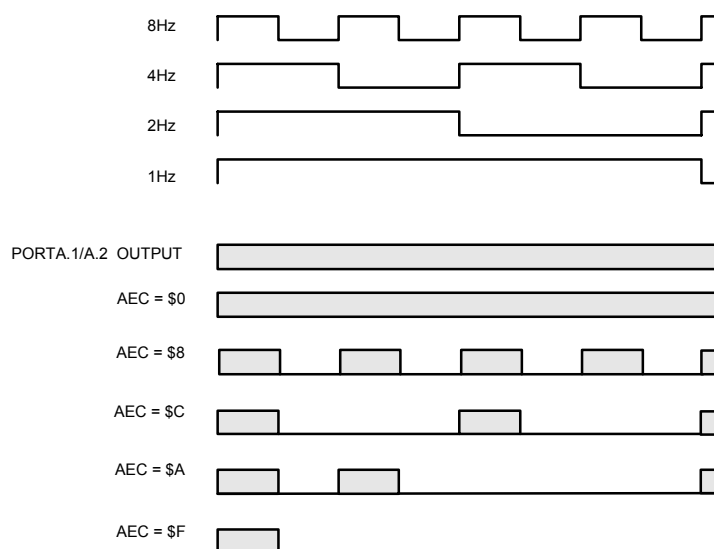 8Hz
4Hz
2Hz
1Hz
PORTA.1/A.2 OUTPUT
AEC = $0
AEC = $8
AEC = $C
AEC = $A
AEC = $F